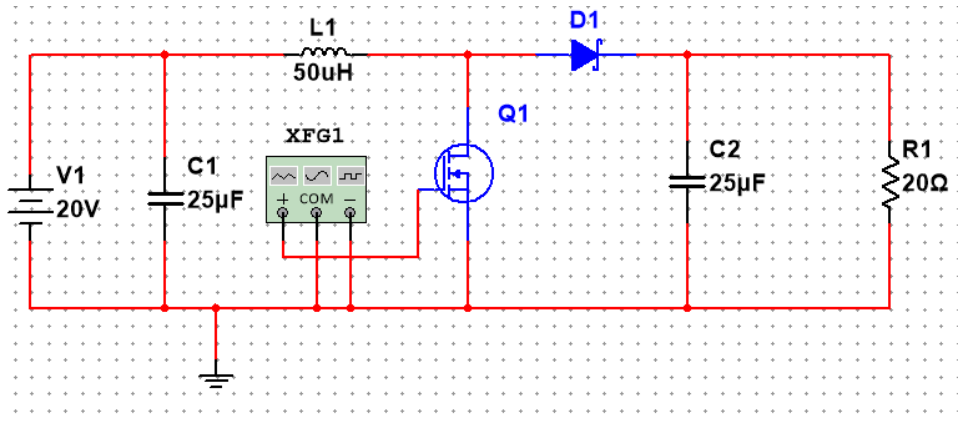 L1
50uH
D1
Q1
XFG1
+ COM −
V1
20V
C1
25µF
C2
25µF
R1
20Ω